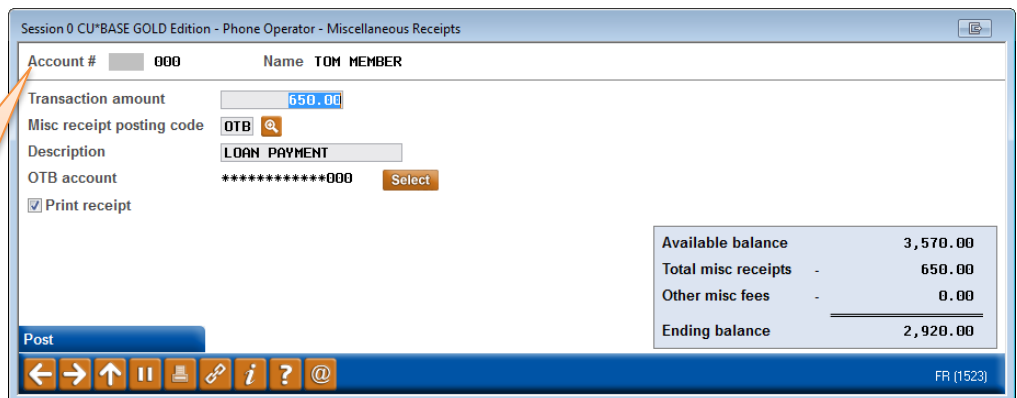 Session 0 CU*BASE GOLD Edition - Phone Operator - Miscellaneous Receipts
Account # 000 Name TOM MEMBER
Transaction amount 650.00
Misc receipt posting code OTB
Description LOAN PAYMENT
OTB account ************000 Select
Print receipt
Available balance 3,570.00
Total misc receipts - 650.00
Other misc fees - 0.00
Ending balance 2,920.00
Post
i ? @ FR (1523)